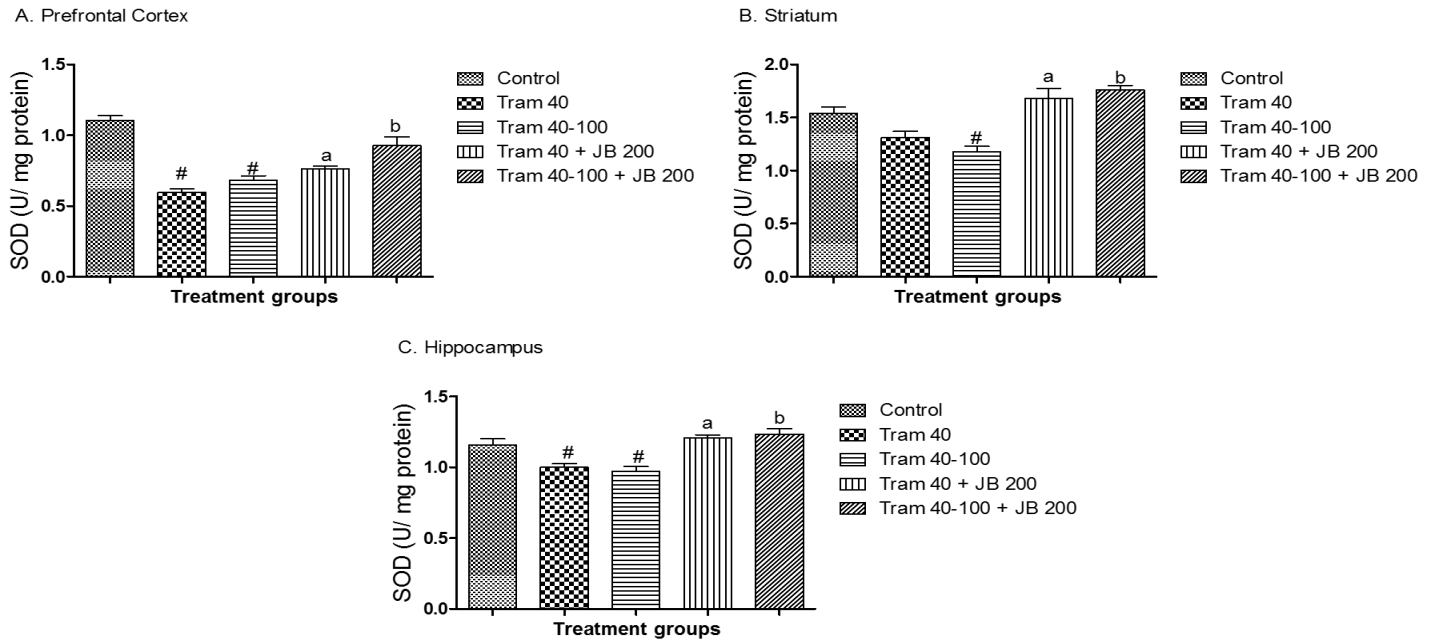 A. Prefrontal Cortex
SOD (U/ mg protein)
1.5
1.0
0.5
0.0
#
#
a
b
Treatment groups
Control
Tram 40
Tram 40-100
Tram 40 + JB 200
Tram 40-100 + JB 200
B. Striatum
SOD (U/ mg protein)
2.0
1.5
1.0
0.5
0.0
#
a
b
Treatment groups
Control
Tram 40
Tram 40-100
Tram 40 + JB 200
Tram 40-100 + JB 200
C. Hippocampus
SOD (U/ mg protein)
1.5
1.0
0.5
0.0
#
#
a
b
Treatment groups
Control
Tram 40
Tram 40-100
Tram 40 + JB 200
Tram 40-100 + JB 200